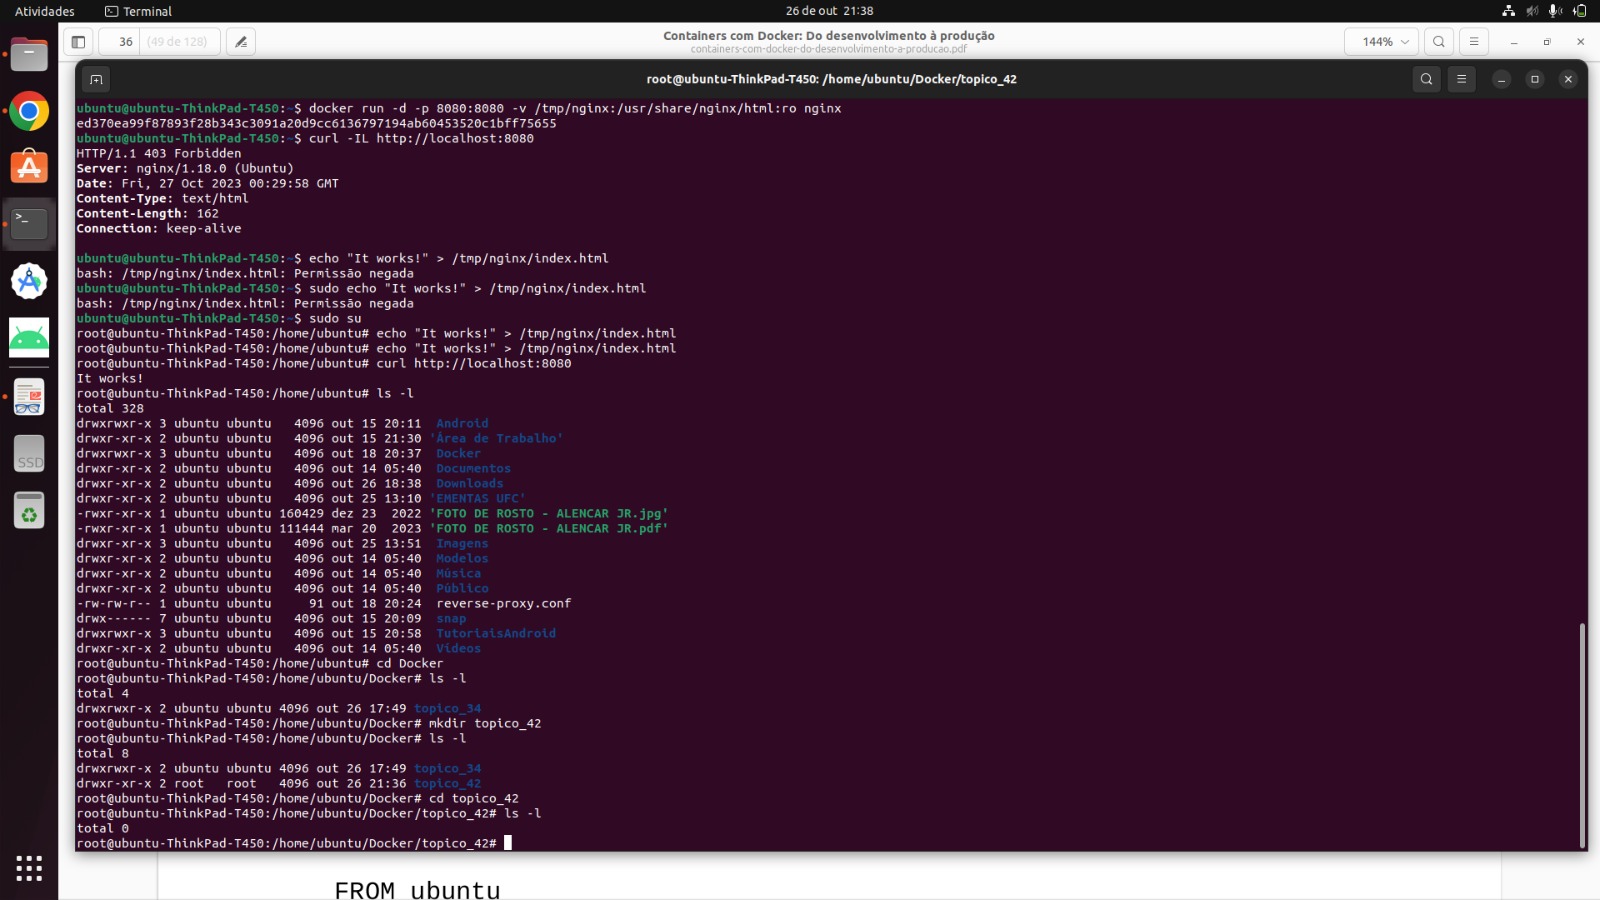 Atividades
Terminal
26 de out 21:38
36 (49 de 128)
Containers com Docker: Do desenvolvimento à produção
containers-com-docker-do-desenvolvimento-a-producao.pdf
144%
root@ubuntu-ThinkPad-T450: /home/ubuntu/Docker/topico_42
ubuntu@ubuntu-ThinkPad-T450:~$ docker run -d -p 8080:8080 -v /tmp/nginx:/usr/share/nginx/html:ro nginx
ed370ea99f87893f28b343c3091a20d9cc6136797194ab60453520c1bff75655
ubuntu@ubuntu-ThinkPad-T450:~$ curl -IL http://localhost:8080
HTTP/1.1 403 Forbidden
Server: nginx/1.18.0 (Ubuntu)
Date: Fri, 27 Oct 2023 00:29:58 GMT
Content-Type: text/html
Content-Length: 162
Connection: keep-alive
ubuntu@ubuntu-ThinkPad-T450:~$ echo "It works!" > /tmp/nginx/index.html
bash: /tmp/nginx/index.html: Permissão negada
ubuntu@ubuntu-ThinkPad-T450:~$ sudo echo "It works!" > /tmp/nginx/index.html
bash: /tmp/nginx/index.html: Permissão negada
ubuntu@ubuntu-ThinkPad-T450:~$ sudo su
root@ubuntu-ThinkPad-T450:/home/ubuntu# echo "It works!" > /tmp/nginx/index.html
root@ubuntu-ThinkPad-T450:/home/ubuntu# echo "It works!" > /tmp/nginx/index.html
root@ubuntu-ThinkPad-T450:/home/ubuntu# curl http://localhost:8080
It works!
root@ubuntu-ThinkPad-T450:/home/ubuntu# ls -l
total 328
drwxrwxr-x 3 ubuntu ubuntu   4096 out 15 20:11  Android
drwxr-xr-x 2 ubuntu ubuntu   4096 out 15 21:30 'Área de Trabalho'
drwxrwxr-x 3 ubuntu ubuntu   4096 out 18 20:37  Docker
drwxr-xr-x 2 ubuntu ubuntu   4096 out 14 05:40  Documentos
drwxr-xr-x 2 ubuntu ubuntu   4096 out 26 18:38  Downloads
drwxr-xr-x 2 ubuntu ubuntu   4096 out 25 13:10 'EMENTAS UFC'
-rwxr-xr-x 1 ubuntu ubuntu 160429 dez 23  2022 'FOTO DE ROSTO - ALENCAR JR.jpg'
-rwxr-xr-x 1 ubuntu ubuntu 111444 mar 20  2023 'FOTO DE ROSTO - ALENCAR JR.pdf'
drwxr-xr-x 3 ubuntu ubuntu   4096 out 25 13:51  Imagens
drwxr-xr-x 2 ubuntu ubuntu   4096 out 14 05:40  Modelos
drwxr-xr-x 2 ubuntu ubuntu   4096 out 14 05:40  Música
drwxr-xr-x 2 ubuntu ubuntu   4096 out 14 05:40  Público
-rw-rw-r-- 1 ubuntu ubuntu     91 out 18 20:24  reverse-proxy.conf
drwx------ 7 ubuntu ubuntu   4096 out 15 20:09  snap
drwxrwxr-x 3 ubuntu ubuntu   4096 out 15 20:58  TutoriaisAndroid
drwxr-xr-x 2 ubuntu ubuntu   4096 out 14 05:40  Vídeos
root@ubuntu-ThinkPad-T450:/home/ubuntu# cd Docker
root@ubuntu-ThinkPad-T450:/home/ubuntu/Docker# ls -l
total 4
drwxrwxr-x 2 ubuntu ubuntu 4096 out 26 17:49 topico_34
root@ubuntu-ThinkPad-T450:/home/ubuntu/Docker# mkdir topico_42
root@ubuntu-ThinkPad-T450:/home/ubuntu/Docker# ls -l
total 8
drwxrwxr-x 2 ubuntu ubuntu 4096 out 26 17:49 topico_34
drwxr-xr-x 2 root   root   4096 out 26 21:36 topico_42
root@ubuntu-ThinkPad-T450:/home/ubuntu/Docker# cd topico_42
root@ubuntu-ThinkPad-T450:/home/ubuntu/Docker/topico_42# ls -l
total 0
root@ubuntu-ThinkPad-T450:/home/ubuntu/Docker/topico_42#
SSD
FROM ubuntu